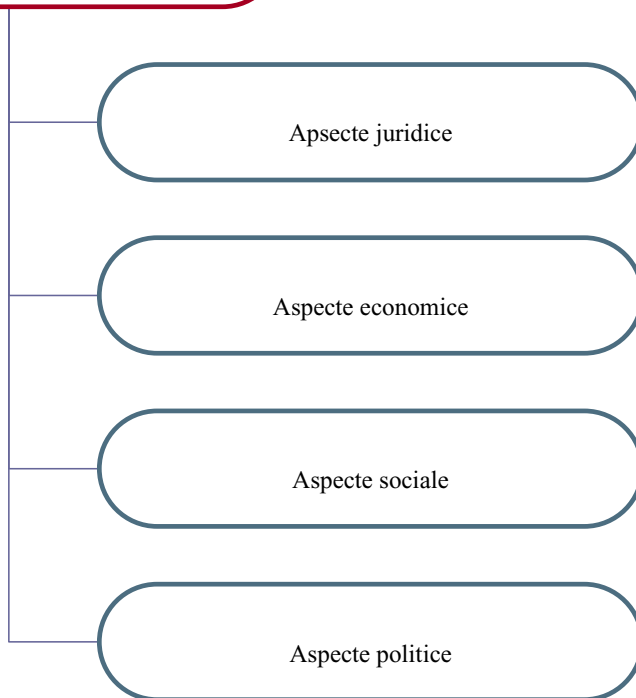 Apsecte juridice
Aspecte economice
Aspecte sociale
Aspecte politice